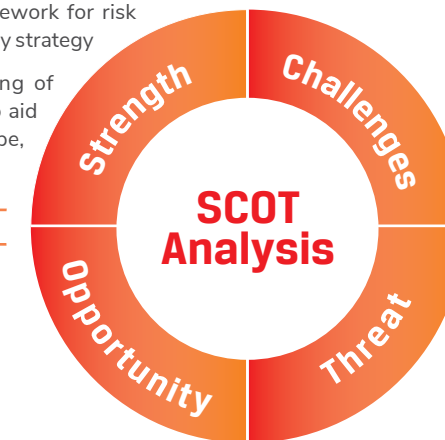 ework for risk
y strategy
ng of
aid
pe,
Strength
Challenges
SCOT
Analysis
Opportunity
Threat